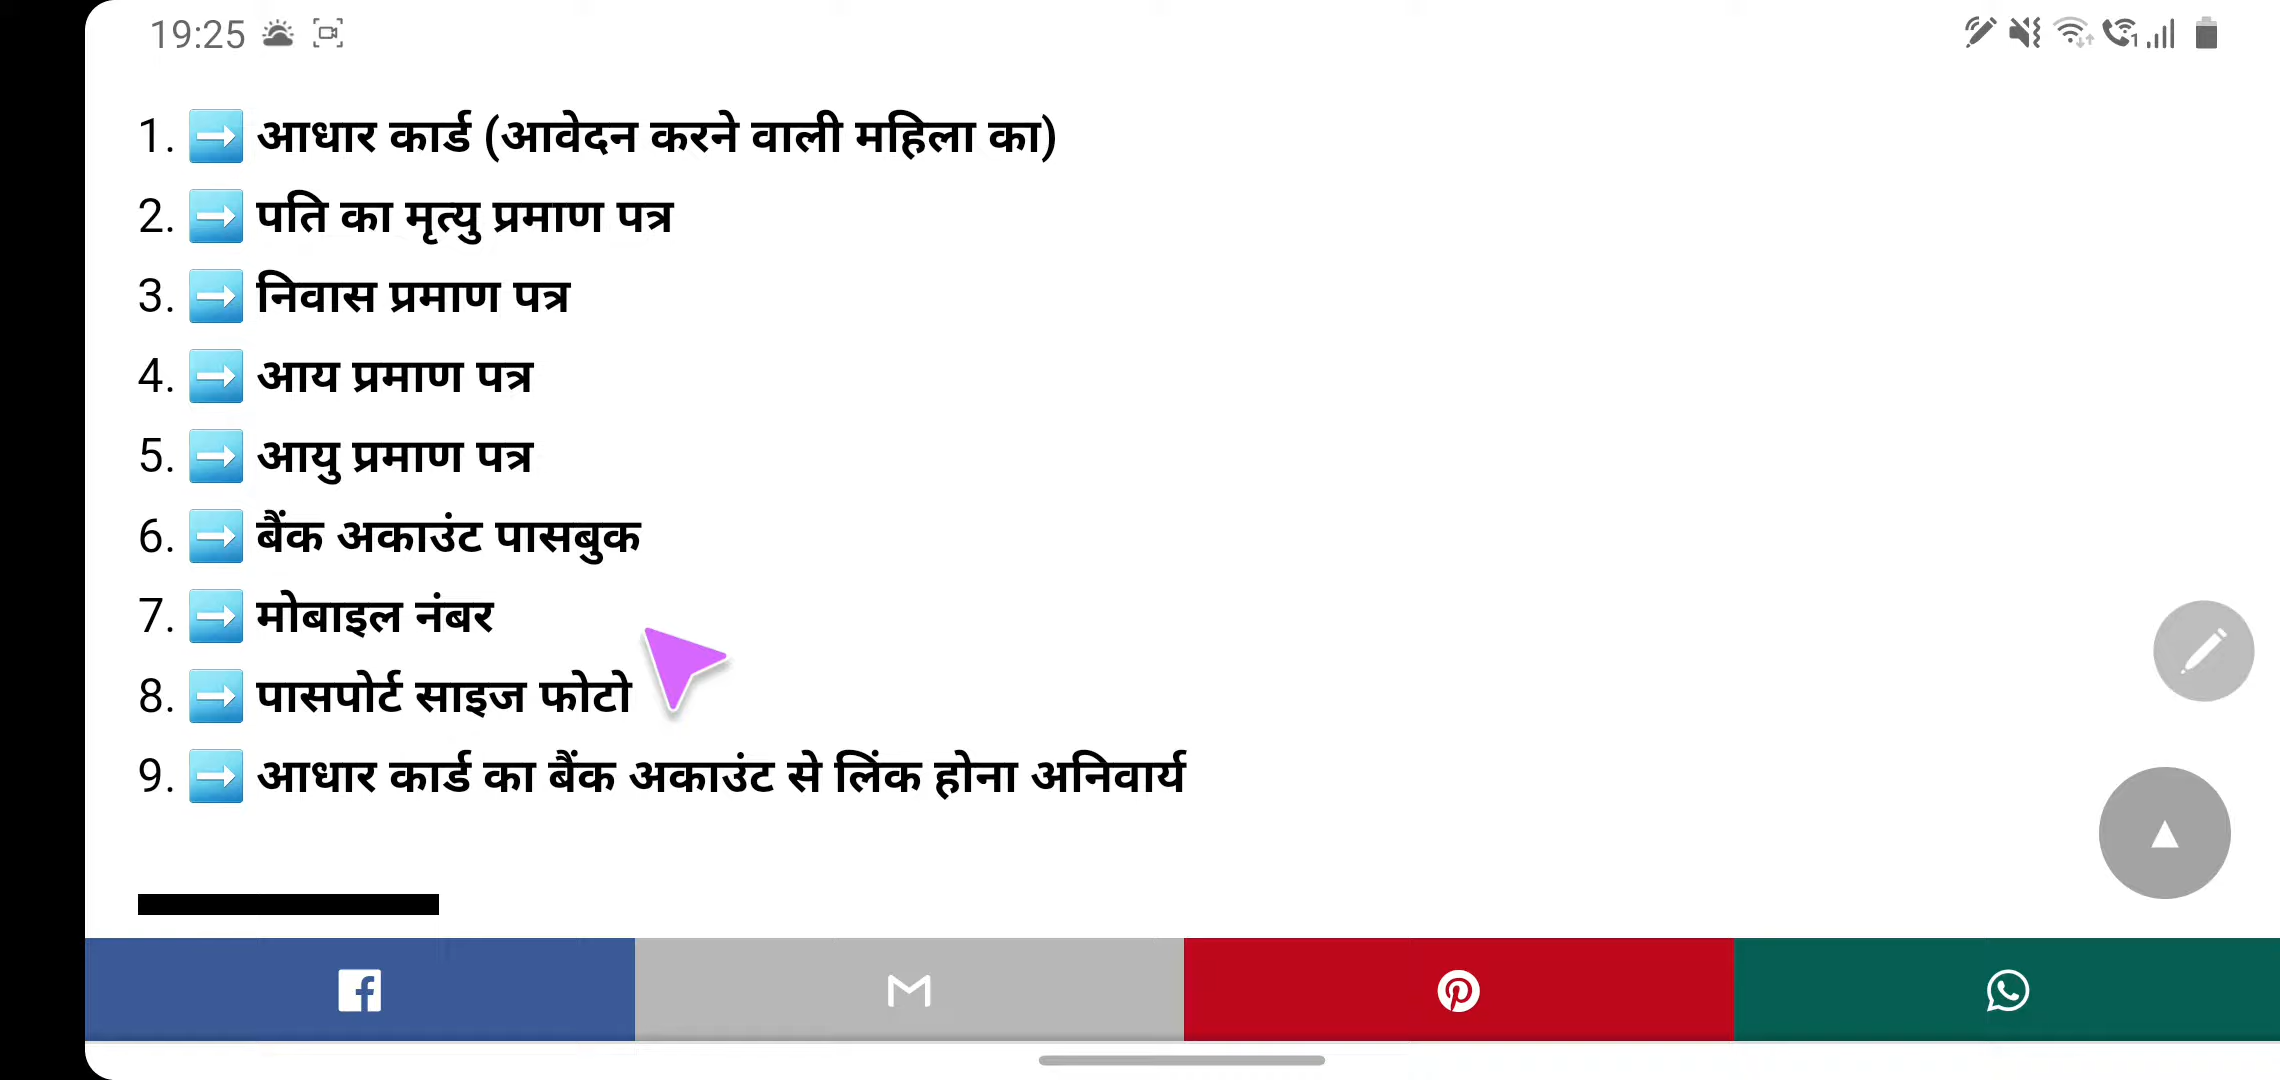 19:25
1. ➡ आधार कार्ड (आवेदन करने वाली महिला का)
2. ➡ पति का मृत्यु प्रमाण पत्र
3. ➡ निवास प्रमाण पत्र
4. ➡ आय प्रमाण पत्र
5. ➡ आयु प्रमाण पत्र
6. ➡ बैंक अकाउंट पासबुक
7. ➡ मोबाइल नंबर
8. ➡ पासपोर्ट साइज फोटो
9. ➡ आधार कार्ड का बैंक अकाउंट से लिंक होना अनिवार्य